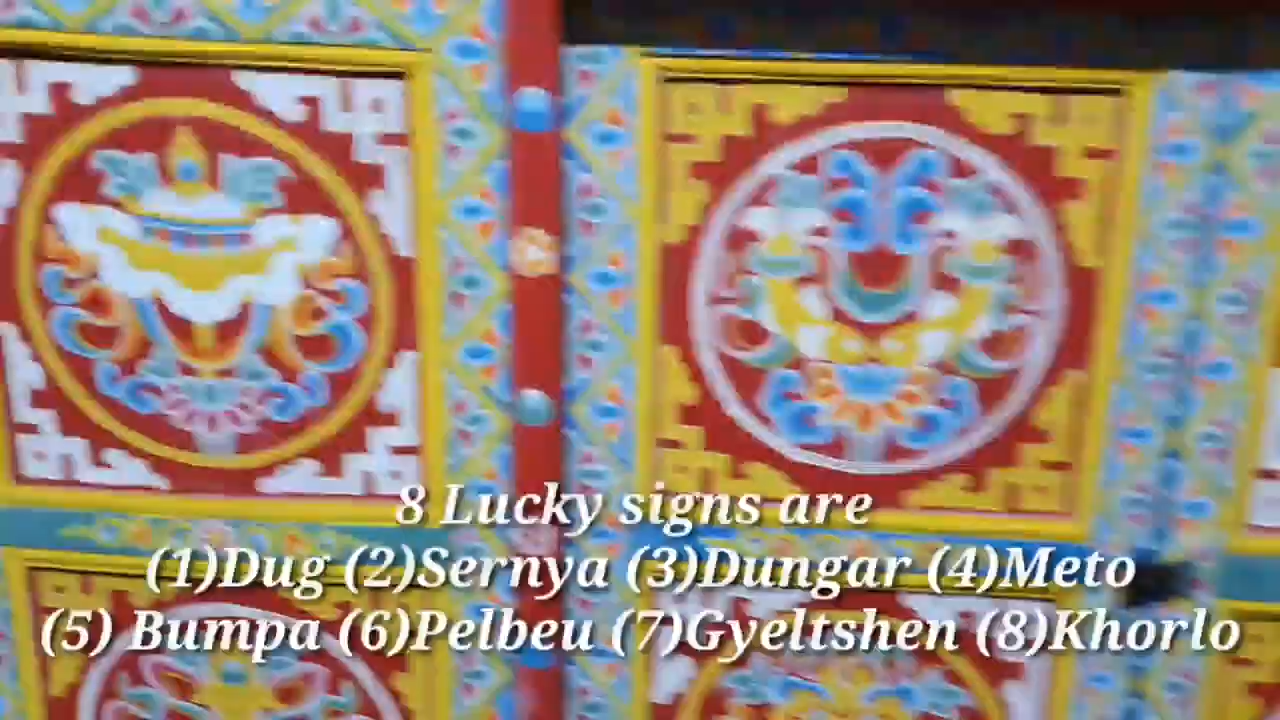 8 Lucky signs are
(1)Dug (2)Sernya (3)Dungar (4)Meto
(5) Bumpa (6)Pelbeu (7)Gyeltshen (8)Khorlo